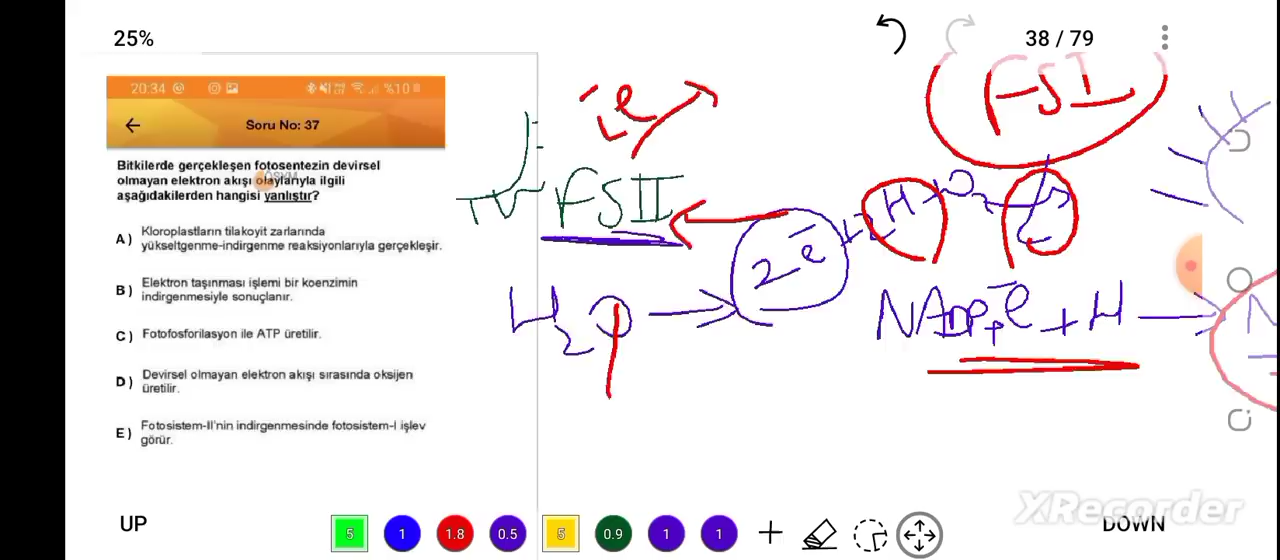 25%
38 / 79
20:34
%10
Soru No: 37
Bitkilerde gerçekleşen fotosentezin devirsel
olmayan elektron akışı olaylarıyla ilgili
aşağıdakilerden hangisi yanlıştır?
A) Kloroplastların tilakoyit zarlarında
yükseltgenme-indirgenme reaksiyonlarıyla gerçekleşir.
B) Elektron taşınması işlemi bir koenzimin
indirgenmesiyle sonuçlanır.
C) Fotofosforilasyon ile ATP üretilir.
D) Devirsel olmayan elektron akışı sırasında oksijen
üretilir.
E) Fotosistem-II'nin indirgenmesinde fotosistem-I işlev
görür.
e
FSI
FSII
2e + 2H + O2
H2O
NADP + e + H
N
UP
5
1
1.8
0.5
5
0.9
1
1
XRecorder
DOWN